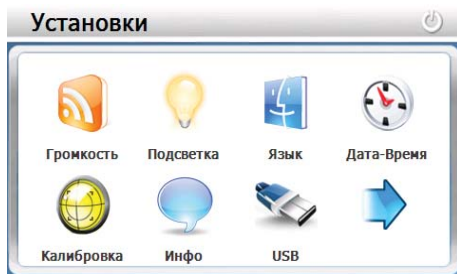 Установки
Громкость Подсветка Язык Дата-Время
Калибровка Инфо USB